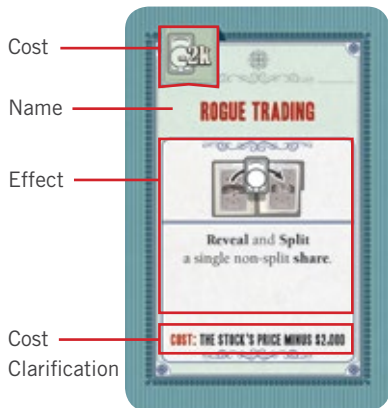 Cost
-2k
Name
ROGUE TRADING
Effect
Reveal and Split
a single non-split share.
COST: THE STOCK'S PRICE MINUS $2,000
Cost
Clarification